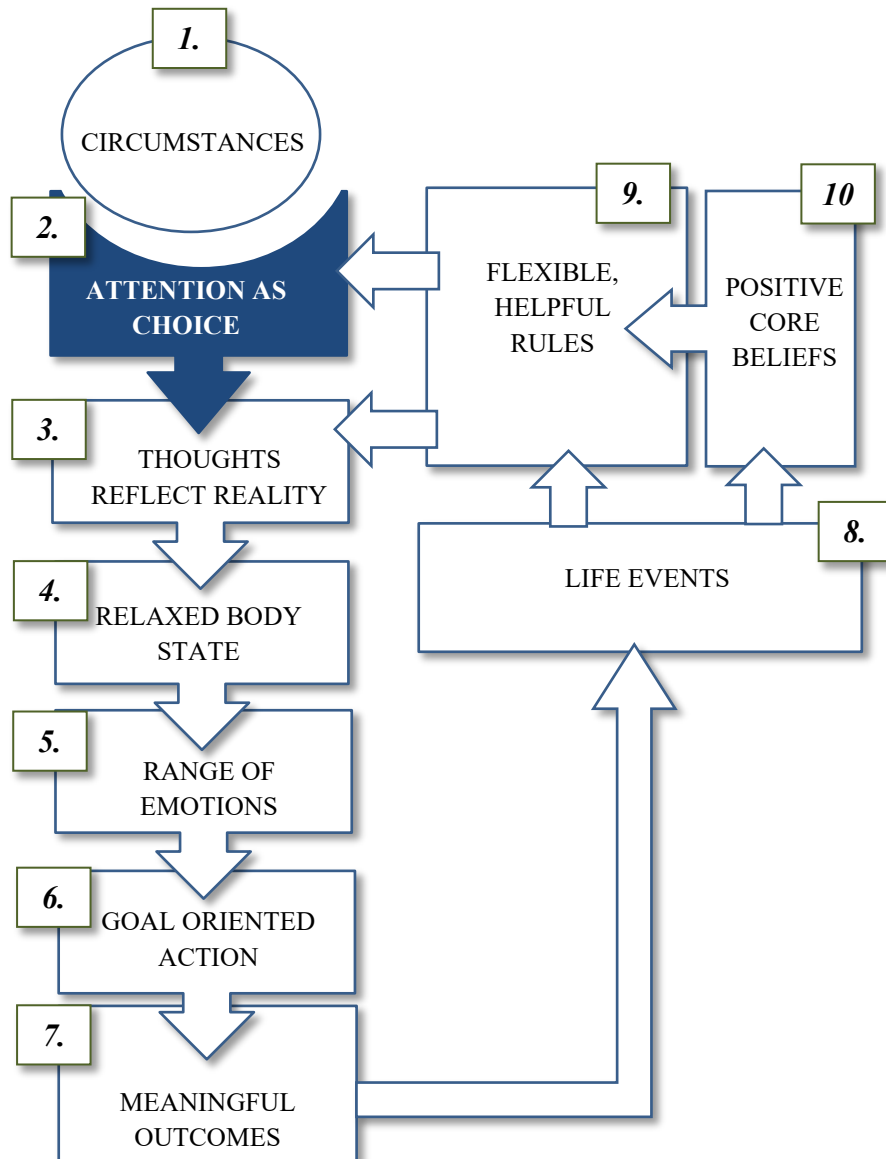 1.
CIRCUMSTANCES
2.
ATTENTION AS
CHOICE
3.
THOUGHTS
REFLECT REALITY
4.
RELAXED BODY
STATE
5.
RANGE OF
EMOTIONS
6.
GOAL ORIENTED
ACTION
7.
MEANINGFUL
OUTCOMES
8.
LIFE EVENTS
9.
FLEXIBLE,
HELPFUL
RULES
10
POSITIVE
CORE
BELIEFS